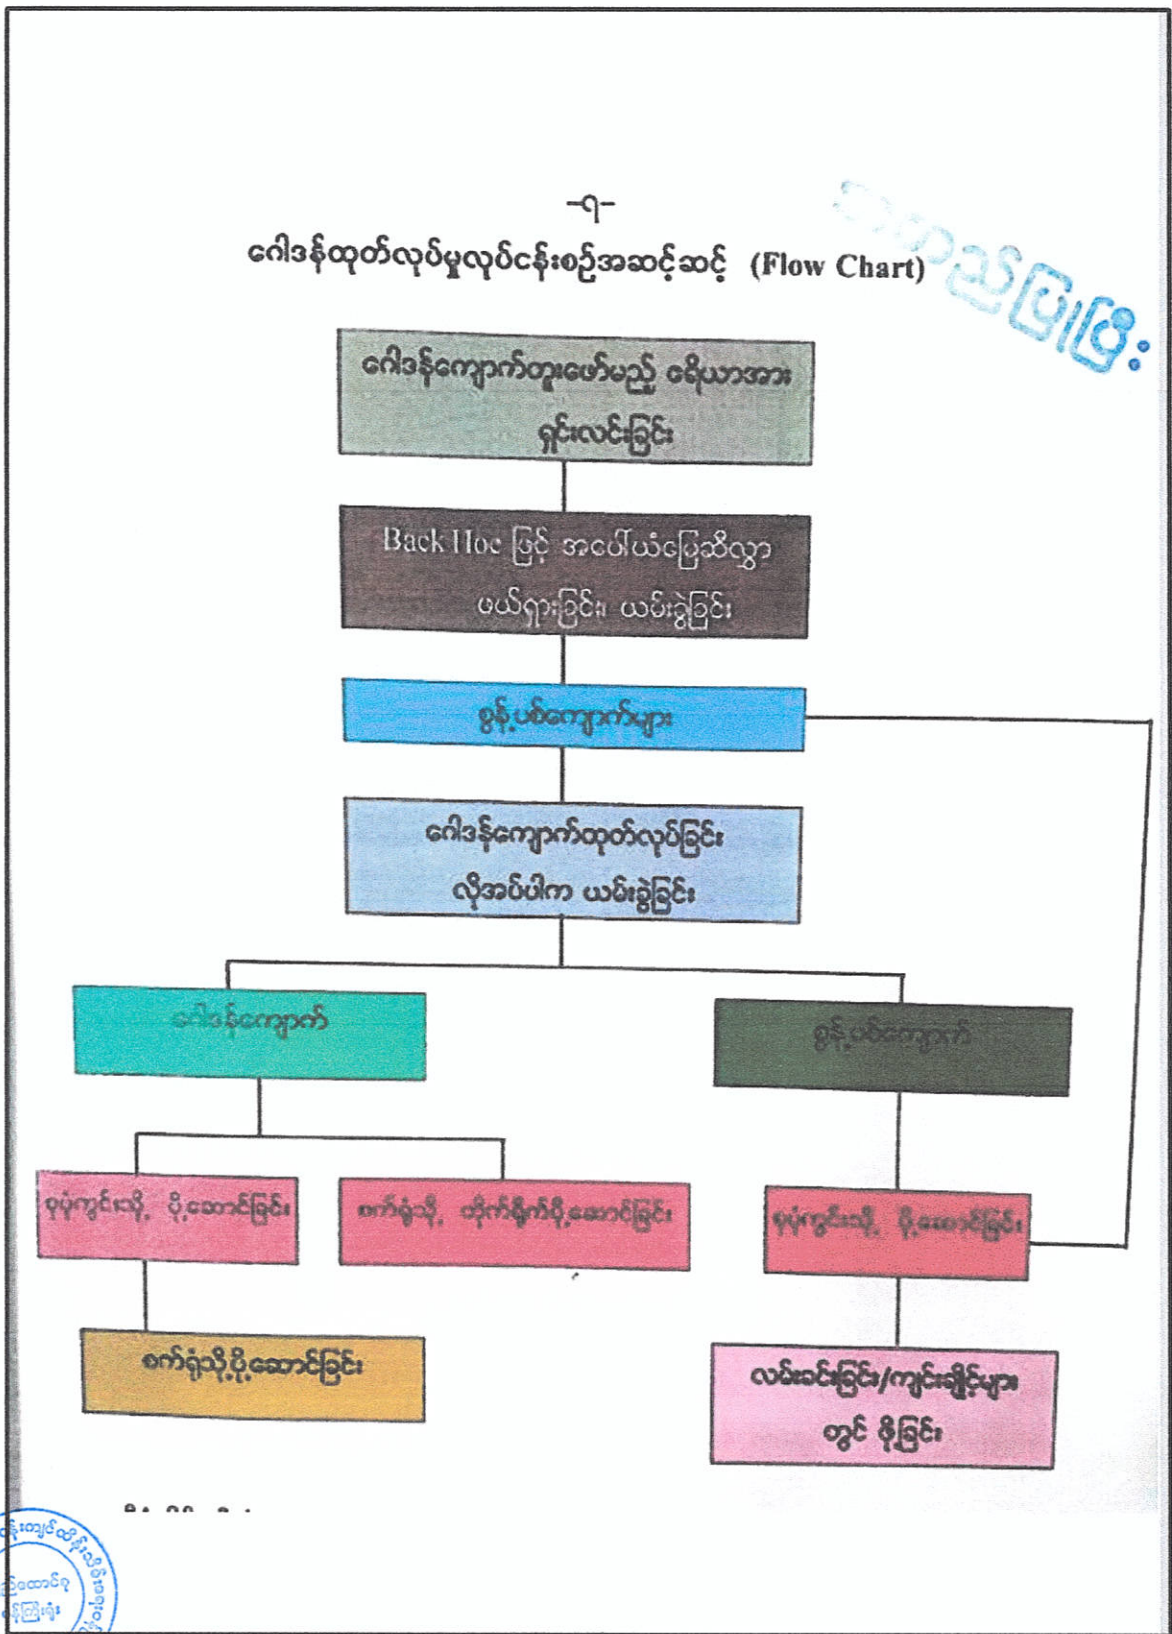 -၇-
ဂေါဒန်ထုတ်လုပ်မှုလုပ်ငန်းစဉ်အဆင့်ဆင့် (Flow Chart)
ဂေါဒန်ကျောက်တူးဖော်မည့် ဧရိယာအား
ရှင်းလင်းခြင်း
Back Hoe ဖြင့် အပေါ်ယံမြေဆီလွှာ
ဖယ်ရှားခြင်း၊ ယမ်းခွဲခြင်း
စွန့်ပစ်ကျောက်များ
ဂေါဒန်ကျောက်ထုတ်လုပ်ခြင်း
လိုအပ်ပါက ယမ်းခွဲခြင်း
ဂေါဒန်ကျောက်
စွန့်ပစ်ကျောက်
စုပုံကွင်းသို့ ပို့ဆောင်ခြင်း
စက်ရုံသို့ တိုက်ရိုက်ပို့ဆောင်ခြင်း
စုပုံကွင်းသို့ ပို့ဆောင်ခြင်း
စက်ရုံသို့ပို့ဆောင်ခြင်း
လမ်းခင်းခြင်း/ကျင်းချိုင့်များ
တွင် ဖို့ခြင်း